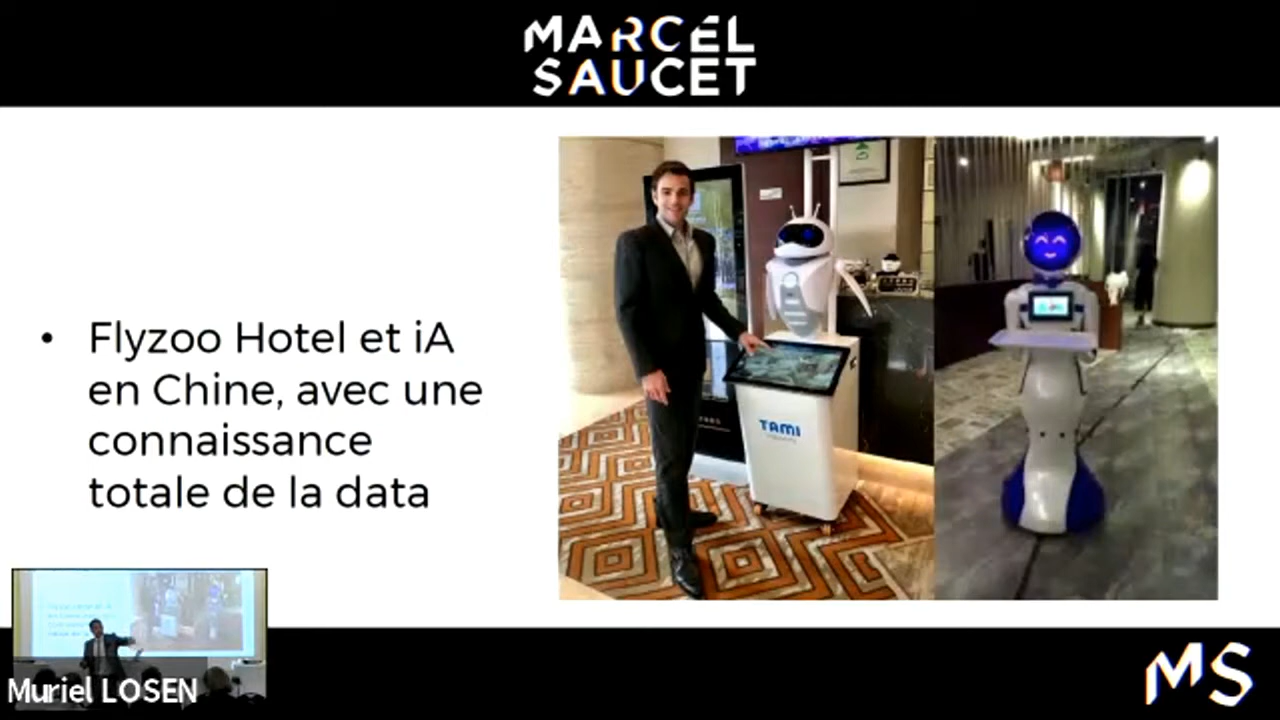 MARCEL
SAUCET
• Flyzoo Hotel et iA
en Chine, avec une
connaissance
totale de la data
TAMI
Muriel LOSEN
MS